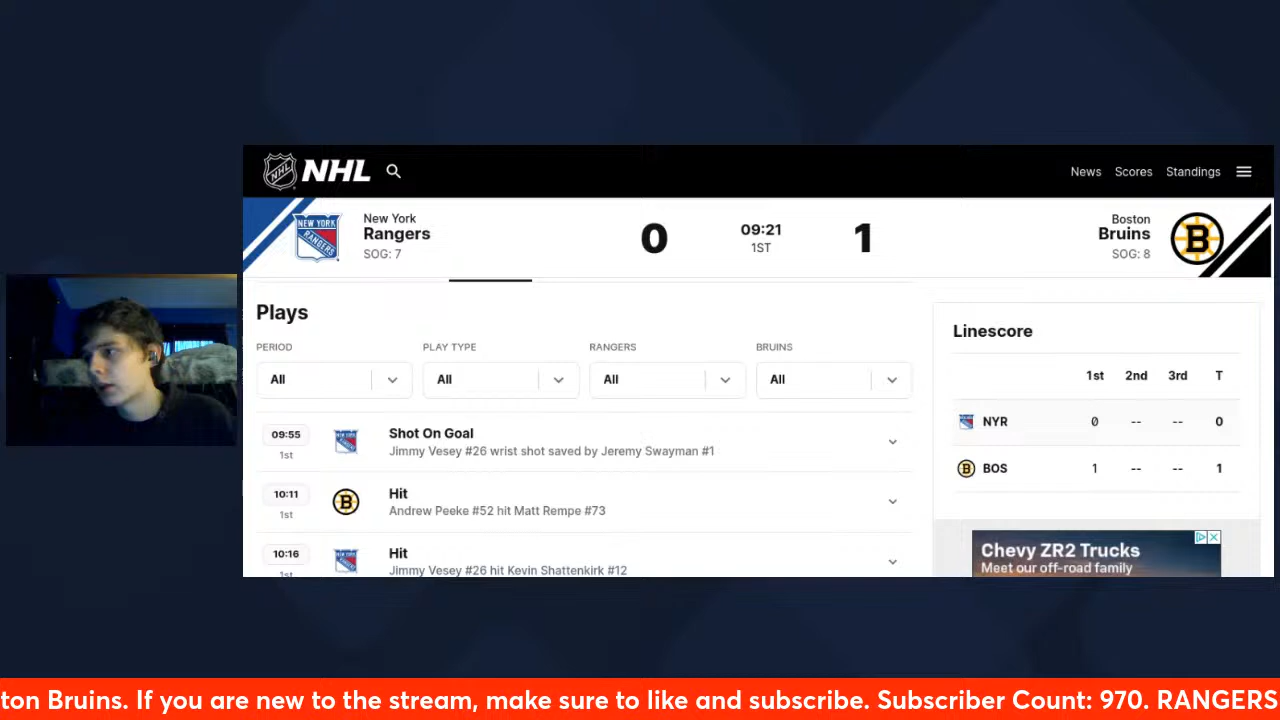 NHL
NHL
News Scores Standings
NEW YORK
RANGERS
New York
Rangers
SOG: 7
0
09:21
1ST
1
Boston
Bruins
SOG: 8
B
Plays
PERIOD PLAY TYPE RANGERS BRUINS
All All All All
09:55
1st
Shot On Goal
Jimmy Vesey #26 wrist shot saved by Jeremy Swayman #1
10:11
1st
B
Hit
Andrew Peeke #52 hit Matt Rempe #73
10:16
1st
Hit
Jimmy Vesey #26 hit Kevin Shattenkirk #12
Linescore
1st 2nd 3rd T
NYR 0 -- -- 0
B BOS 1 -- -- 1
Chevy ZR2 Trucks
Meet our off-road family
ton Bruins. If you are new to the stream, make sure to like and subscribe. Subscriber Count: 970. RANGERS